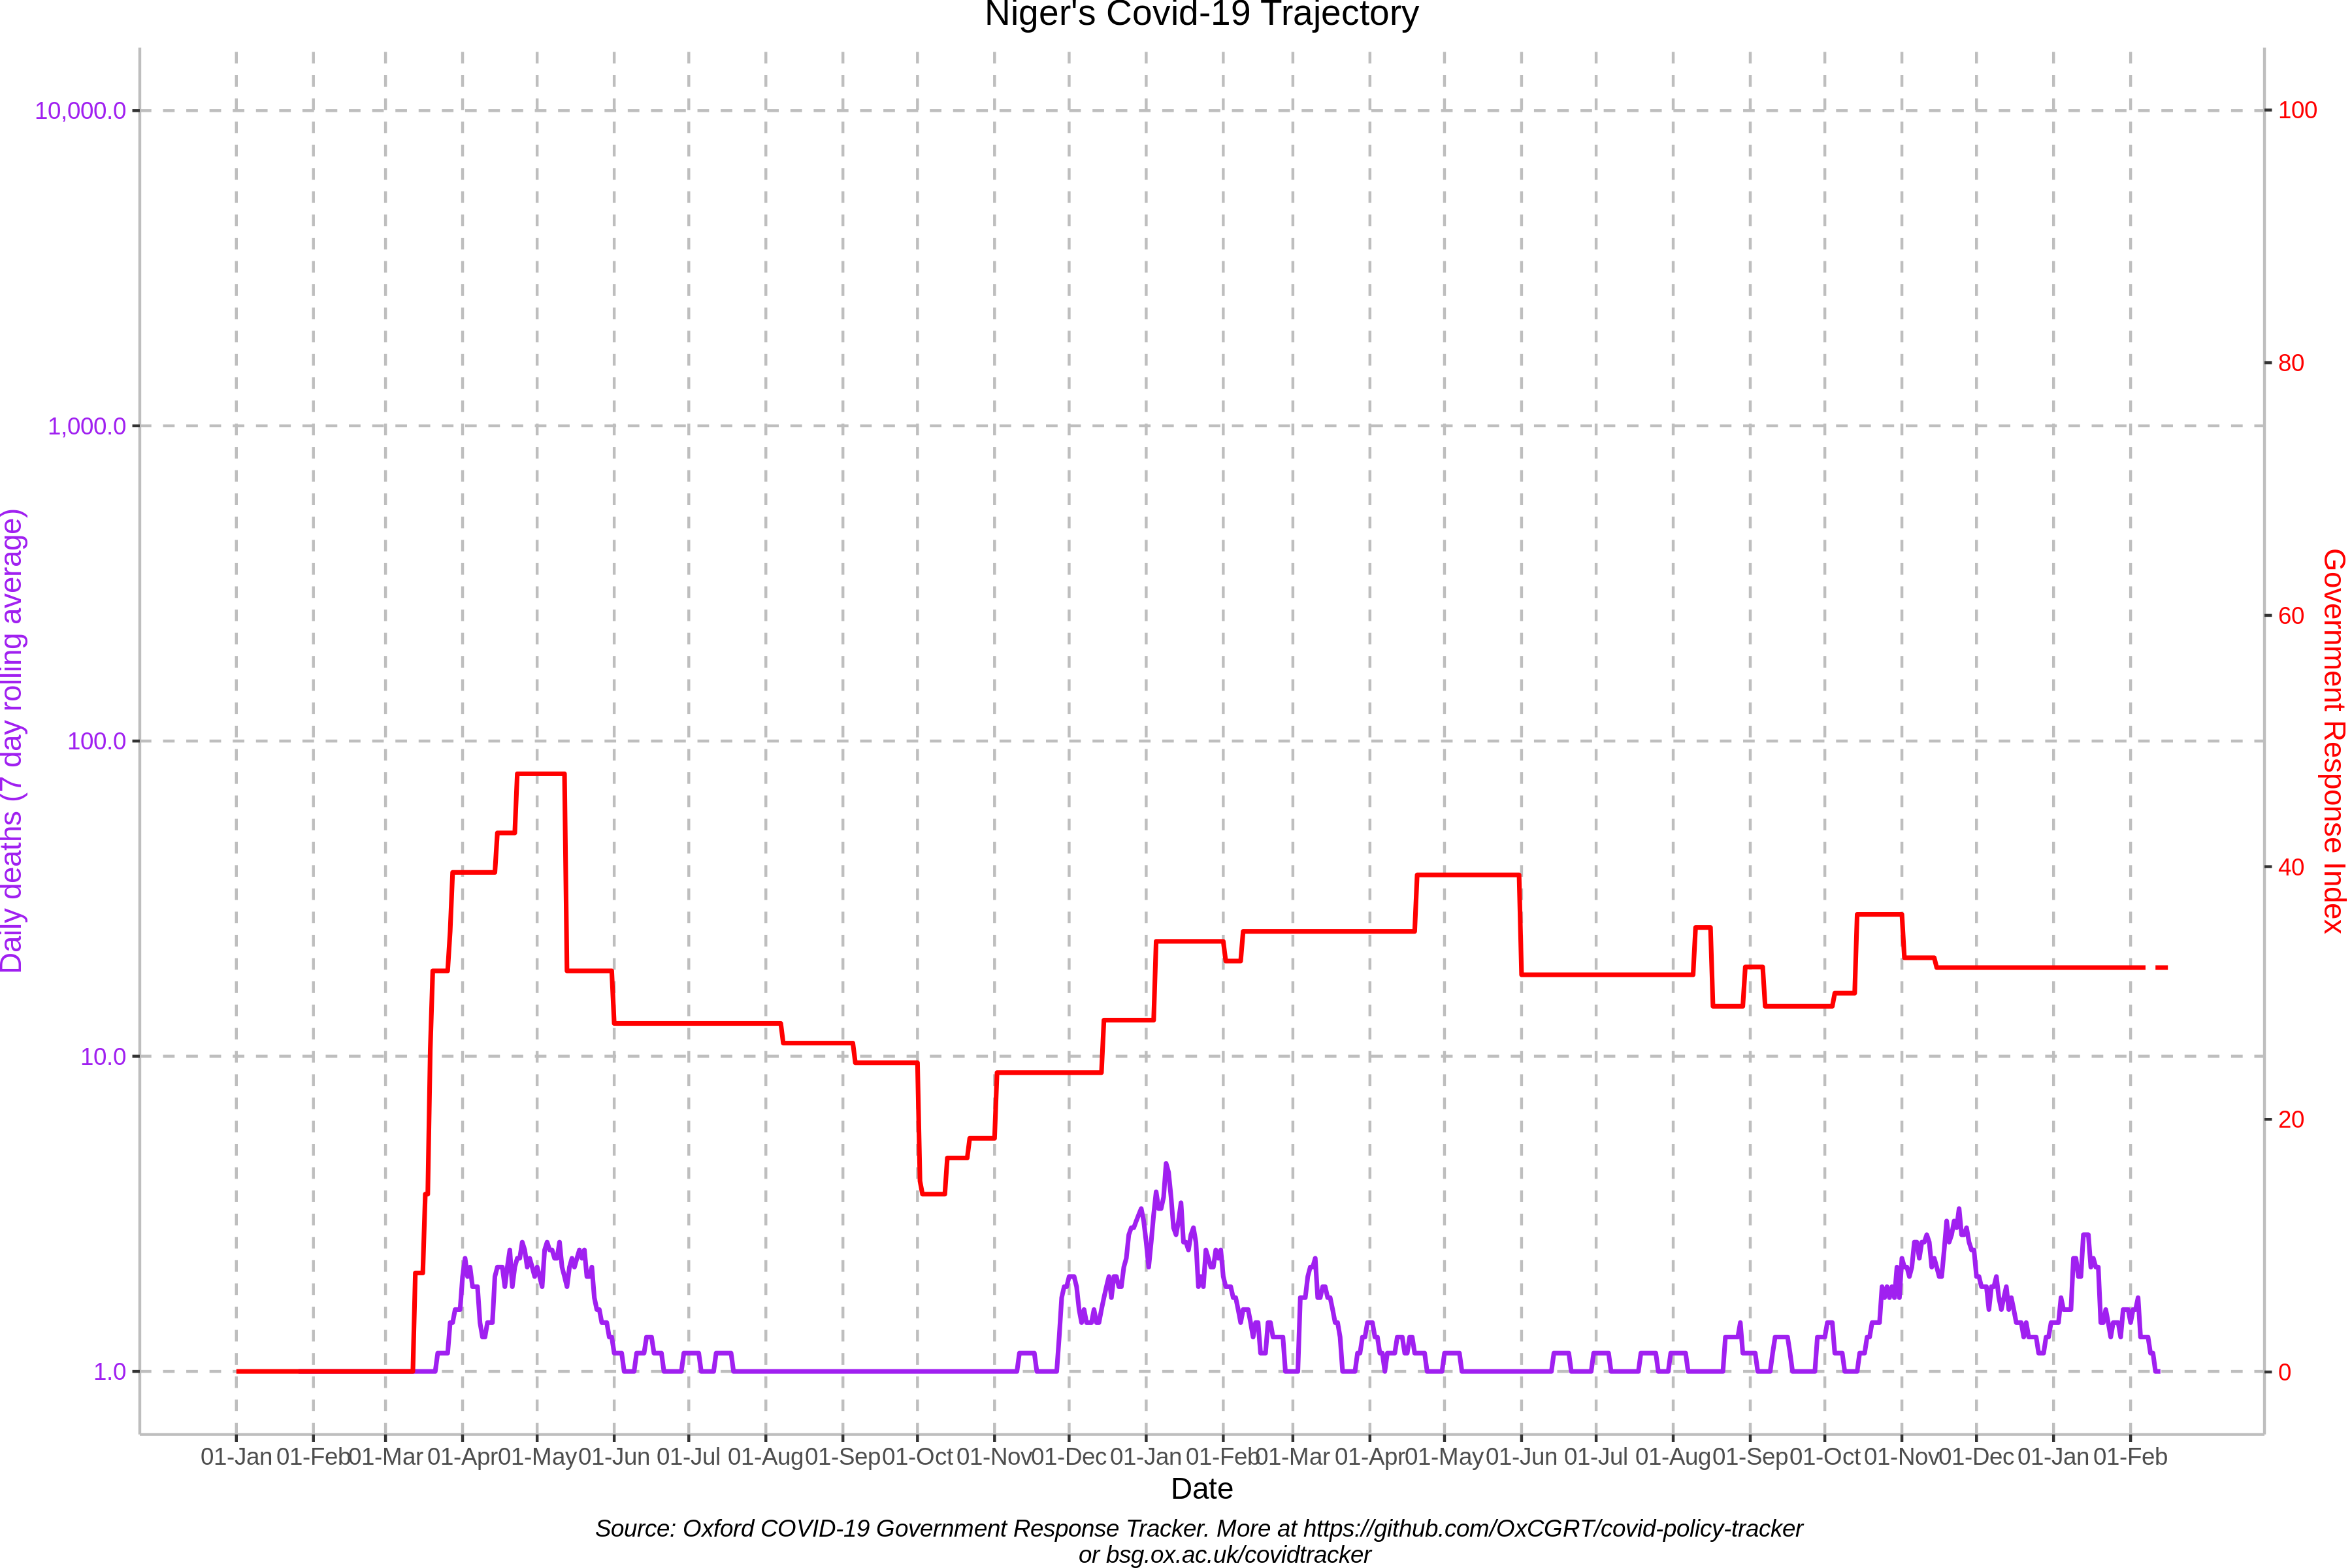 Niger's Covid-19 Trajectory
10,000.0
1,000.0
100.0
10.0
1.0
Daily deaths (7 day rolling average)
100
80
60
40
20
0
Government Response Index
01-Jan 01-Feb 01-Mar 01-Apr 01-May 01-Jun 01-Jul 01-Aug 01-Sep 01-Oct 01-Nov 01-Dec 01-Jan 01-Feb 01-Mar 01-Apr 01-May 01-Jun 01-Jul 01-Aug 01-Sep 01-Oct 01-Nov 01-Dec 01-Jan 01-Feb
Date
Source: Oxford COVID-19 Government Response Tracker. More at https://github.com/OxCGRT/covid-policy-tracker
or bsg.ox.ac.uk/covidtracker